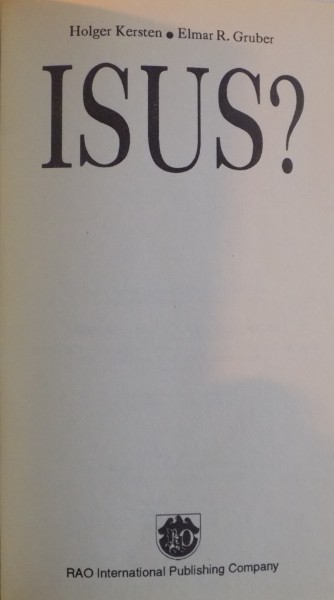 Holger Kersten ● Elmar R. Gruber
ISUS?
RAO International Publishing Company